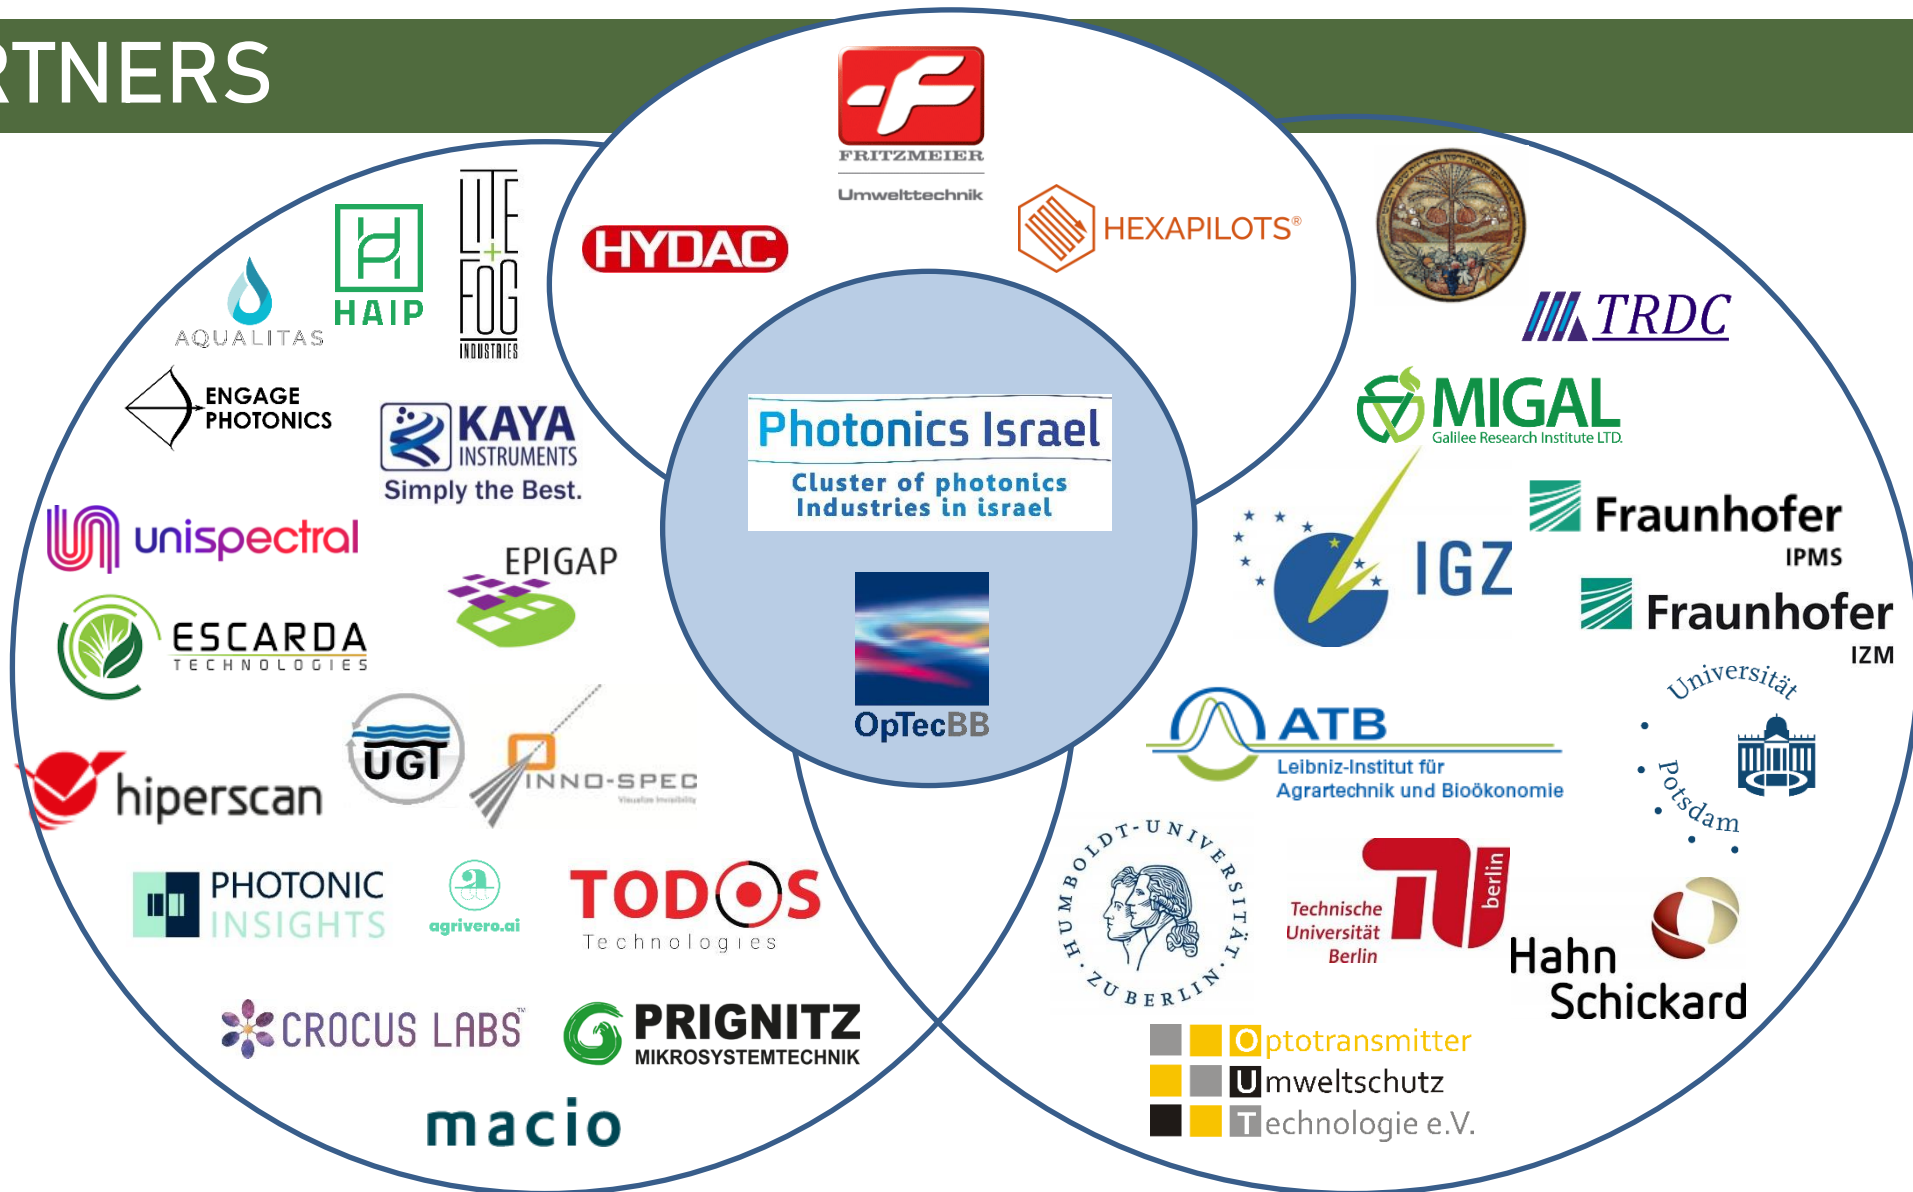 RTNERS
FRITZMEIER
Umwelttechnik
HYDAC
HEXAPILOTS®
AQUALITAS
HAIP
LITE
+
FOG
INDUSTRIES
ENGAGE
PHOTONICS
KAYA
INSTRUMENTS
Simply the Best.
unispectral
EPIGAP
ESCARDA
TECHNOLOGIES
UGT
INNO-SPEC
Visualize Invisibility
hiperscan
PHOTONIC
INSIGHTS
a
agrivero.ai
TODOS
Technologies
CROCUS LABS™
PRIGNITZ
MIKROSYSTEMTECHNIK
macio
Photonics Israel
Cluster of photonics
Industries in israel
OpTecBB
TRDC
MIGAL
Galilee Research Institute LTD.
IGZ
Fraunhofer
IPMS
Fraunhofer
IZM
ATB
Leibniz-Institut für
Agrartechnik und Bioökonomie
Universität
Potsdam
HUMBOLDT-UNIVERSITÄT
ZU BERLIN
Technische
Universität
Berlin
berlin
Hahn
Schickard
Optotransmitter
Umweltschutz
Technologie e.V.